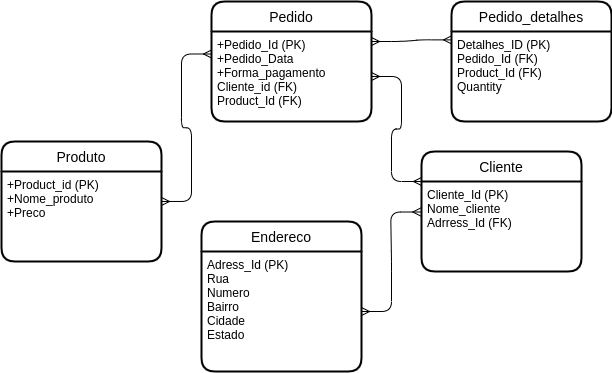 Pedido
+Pedido_Id (PK)
+Pedido_Data
+Forma_pagamento
Cliente_id (FK)
Product_Id (FK)
Pedido_detalhes
Detalhes_ID (PK)
Pedido_Id (FK)
Product_Id (FK)
Quantity
Produto
+Product_id (PK)
+Nome_produto
+Preco
Cliente
Cliente_Id (PK)
Nome_cliente
Adrress_Id (FK)
Endereco
Adress_Id (PK)
Rua
Numero
Bairro
Cidade
Estado